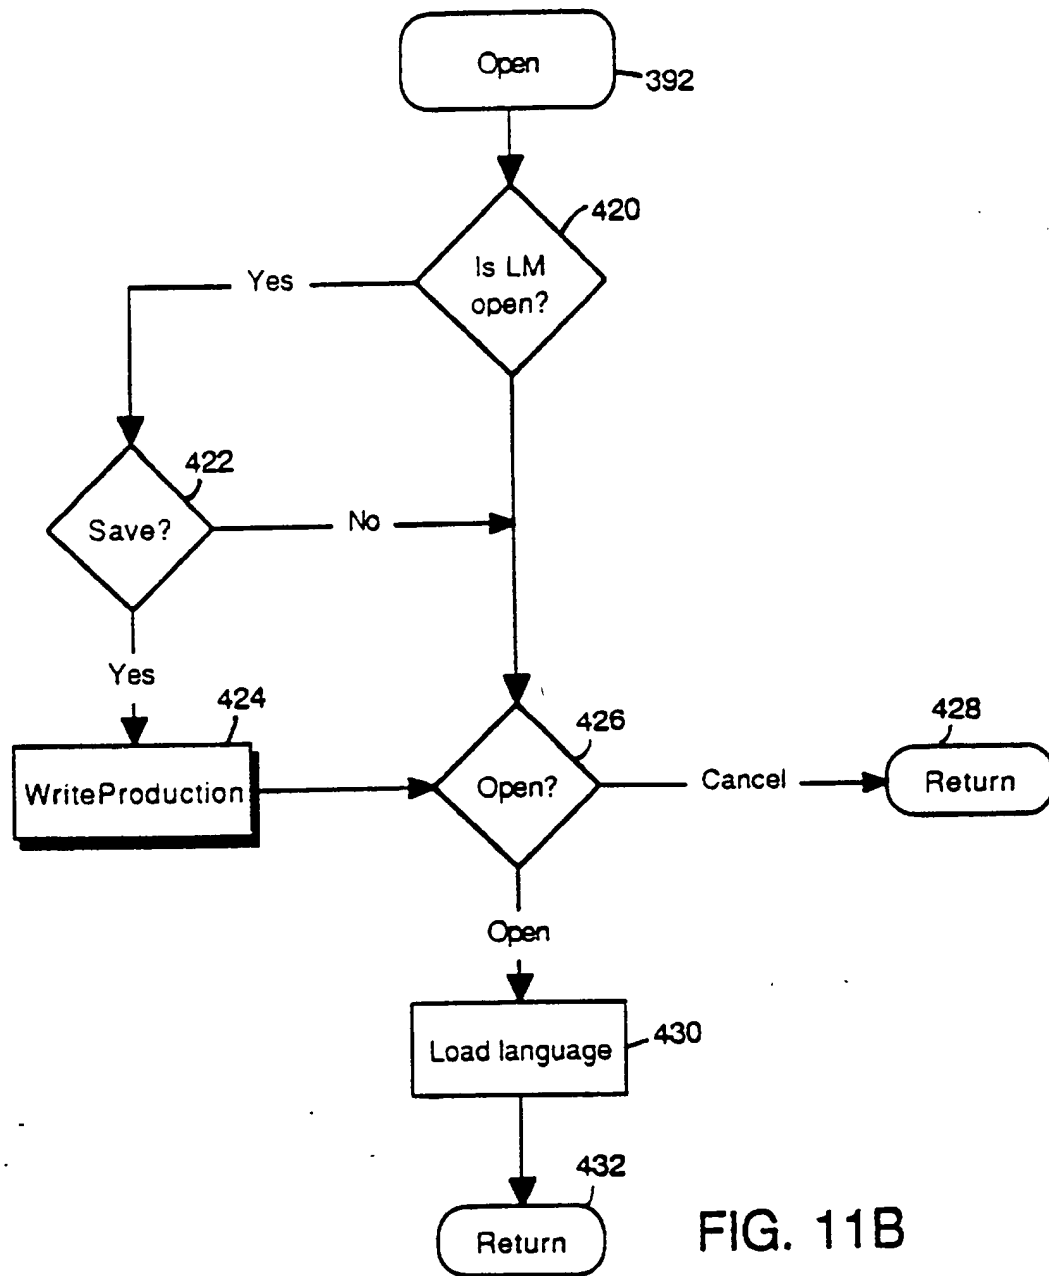 Open
392
420
Is LM
open?
Yes
422
Save?
No
Yes
424
WriteProduction
426
Open?
Cancel
428
Return
Open
Load language
430
432
Return
FIG. 11B